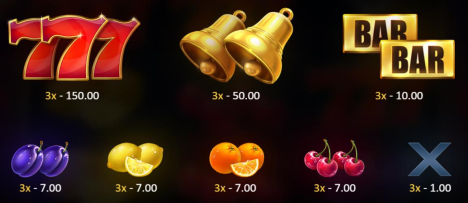 777
BAR
BAR
3x - 150.00
3x - 50.00
3x - 10.00
3x - 7.00
3x - 7.00
3x - 7.00
3x - 7.00
3x - 1.00